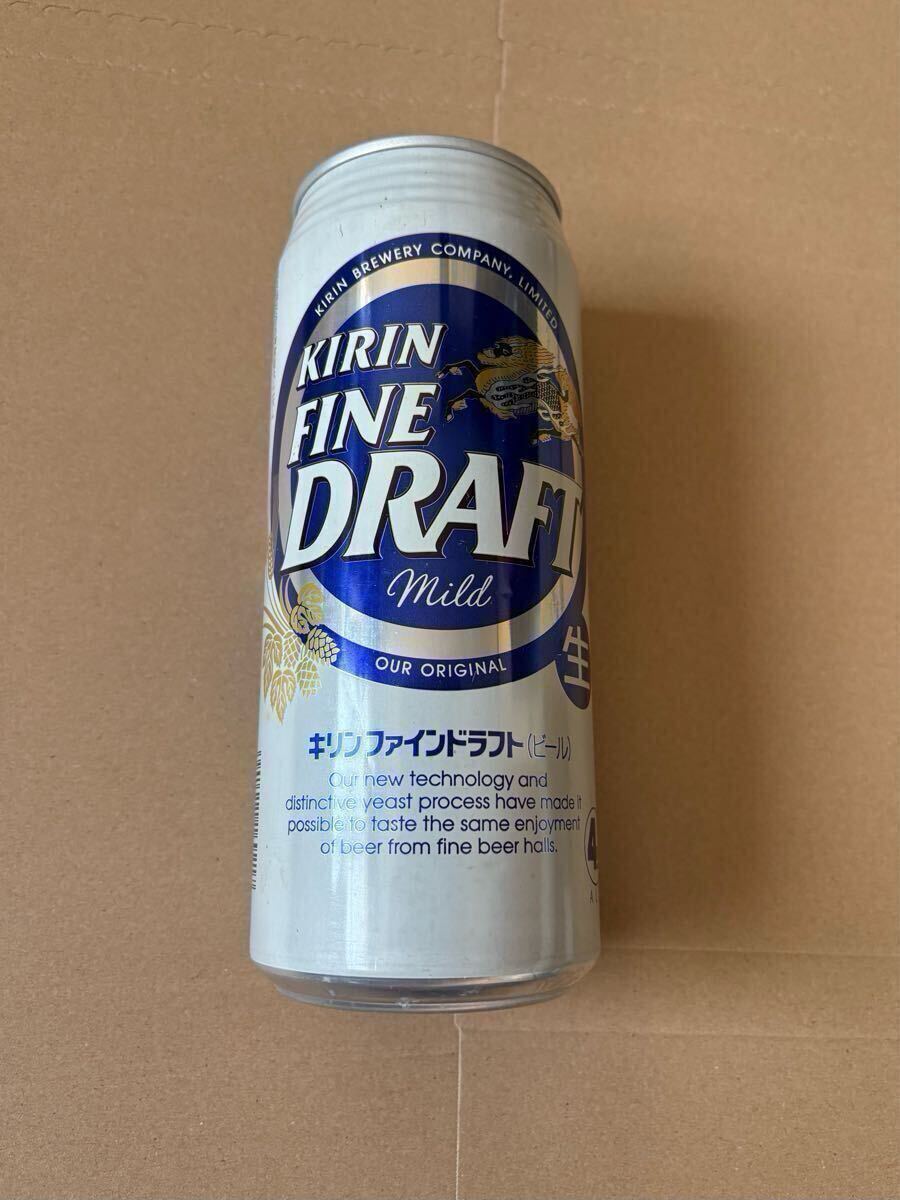 KIRIN BREWERY COMPANY, LIMITED
KIRIN
FINE
DRAFT
Mild
OUR ORIGINAL
生
キリンファインドラフト(ビール)
Our new technology and
distinctive yeast process have made it
possible to taste the same enjoyment
of beer from fine beer halls.